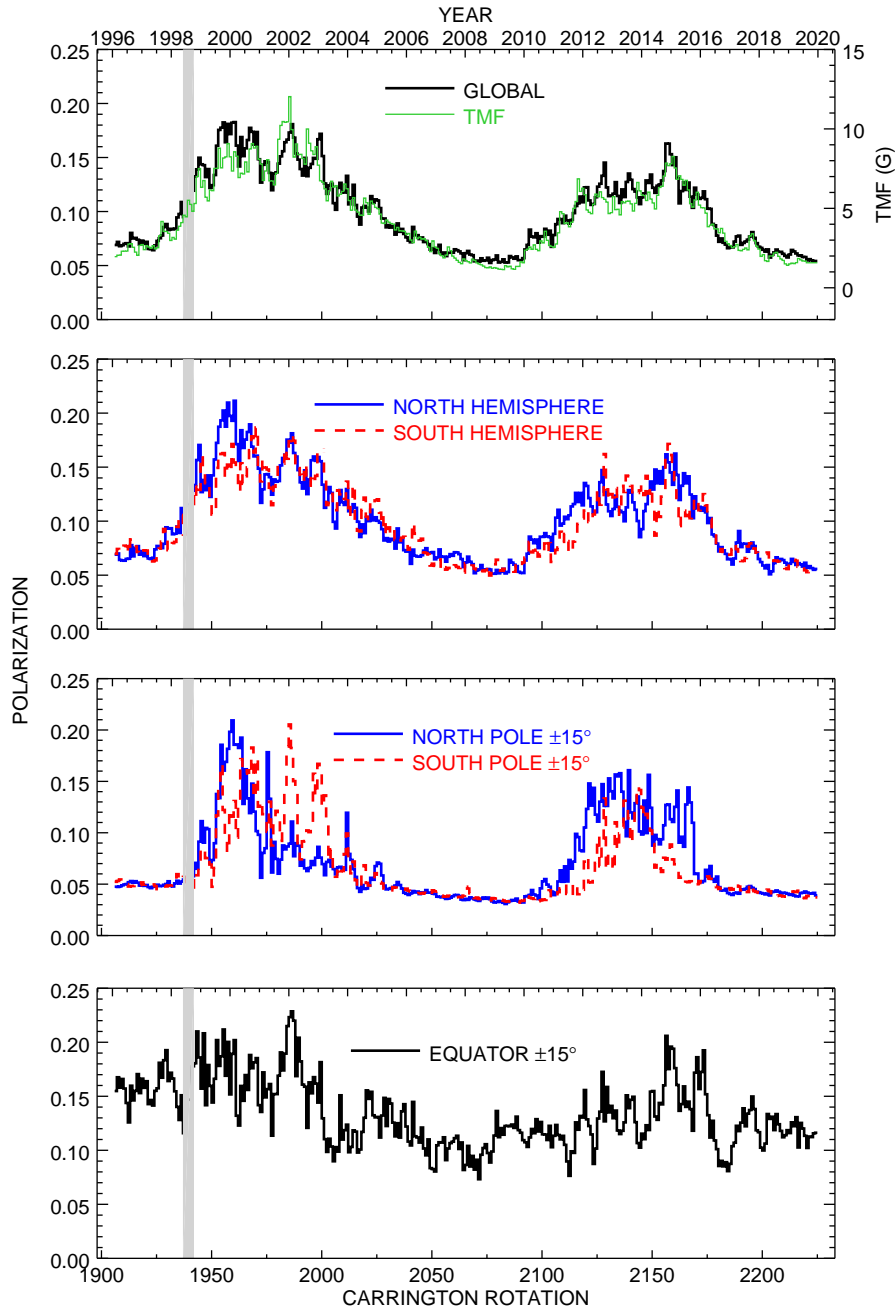 YEAR
1996 1998 2000 2002 2004 2006 2008 2010 2012 2014 2016 2018 2020
0.25
0.20
0.15
0.10
0.05
0.00
GLOBAL
TMF
15
10
5
0
TMF (G)
POLARIZATION
0.25
0.20
0.15
0.10
0.05
0.00
NORTH HEMISPHERE
SOUTH HEMISPHERE
0.25
0.20
0.15
0.10
0.05
0.00
NORTH POLE ±15°
SOUTH POLE ±15°
0.25
0.20
0.15
0.10
0.05
0.00
EQUATOR ±15°
1900 1950 2000 2050 2100 2150 2200
CARRINGTON ROTATION